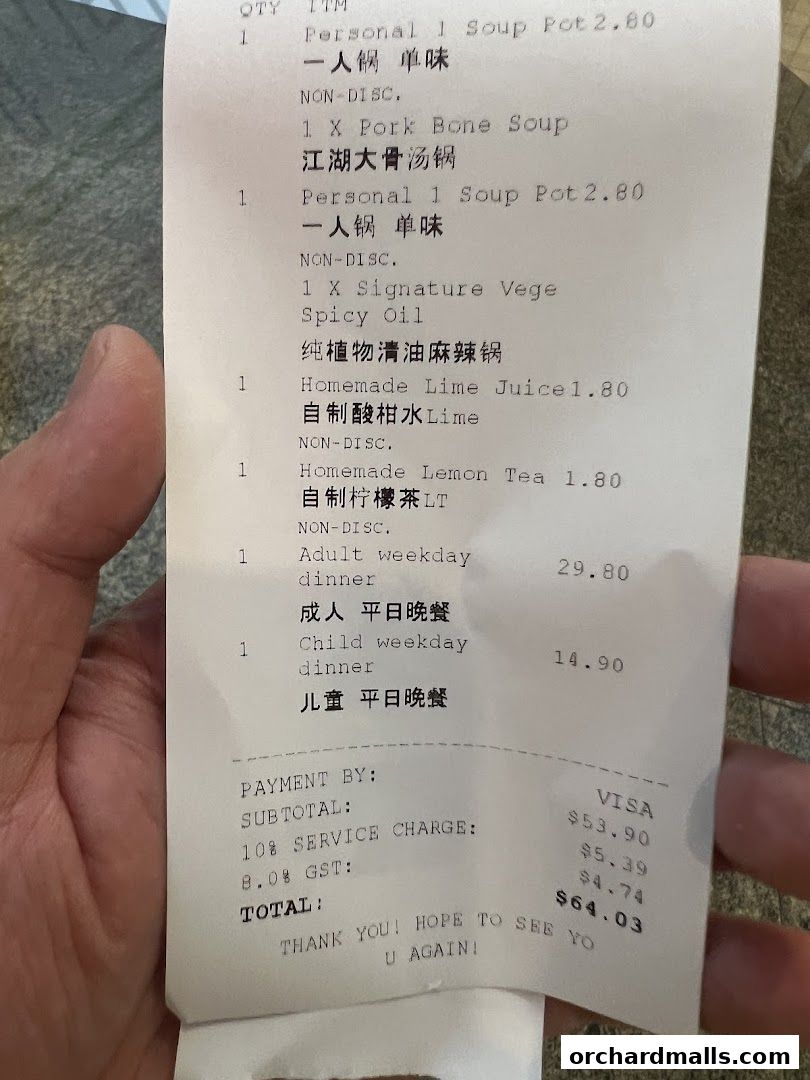 QTY ITM
1 Personal 1 Soup Pot2.80
一人锅 单味
NON-DISC.
1 X Pork Bone Soup
江湖大骨汤锅
1 Personal 1 Soup Pot2.80
一人锅 单味
NON-DISC.
1 X Signature Vege
Spicy Oil
纯植物清油麻辣锅
1 Homemade Lime Juice1.80
自制酸柑水Lime
NON-DISC.
1 Homemade Lemon Tea 1.80
自制柠檬茶LT
NON-DISC.
1 Adult weekday
dinner 29.80
成人 平日晚餐
1 Child weekday
dinner 14.90
儿童 平日晚餐
PAYMENT BY: VISA
SUBTOTAL: $53.90
10% SERVICE CHARGE: $5.39
8.0% GST: $4.74
TOTAL: $64.03
THANK YOU! HOPE TO SEE YO
U AGAIN!
orchardmalls.com